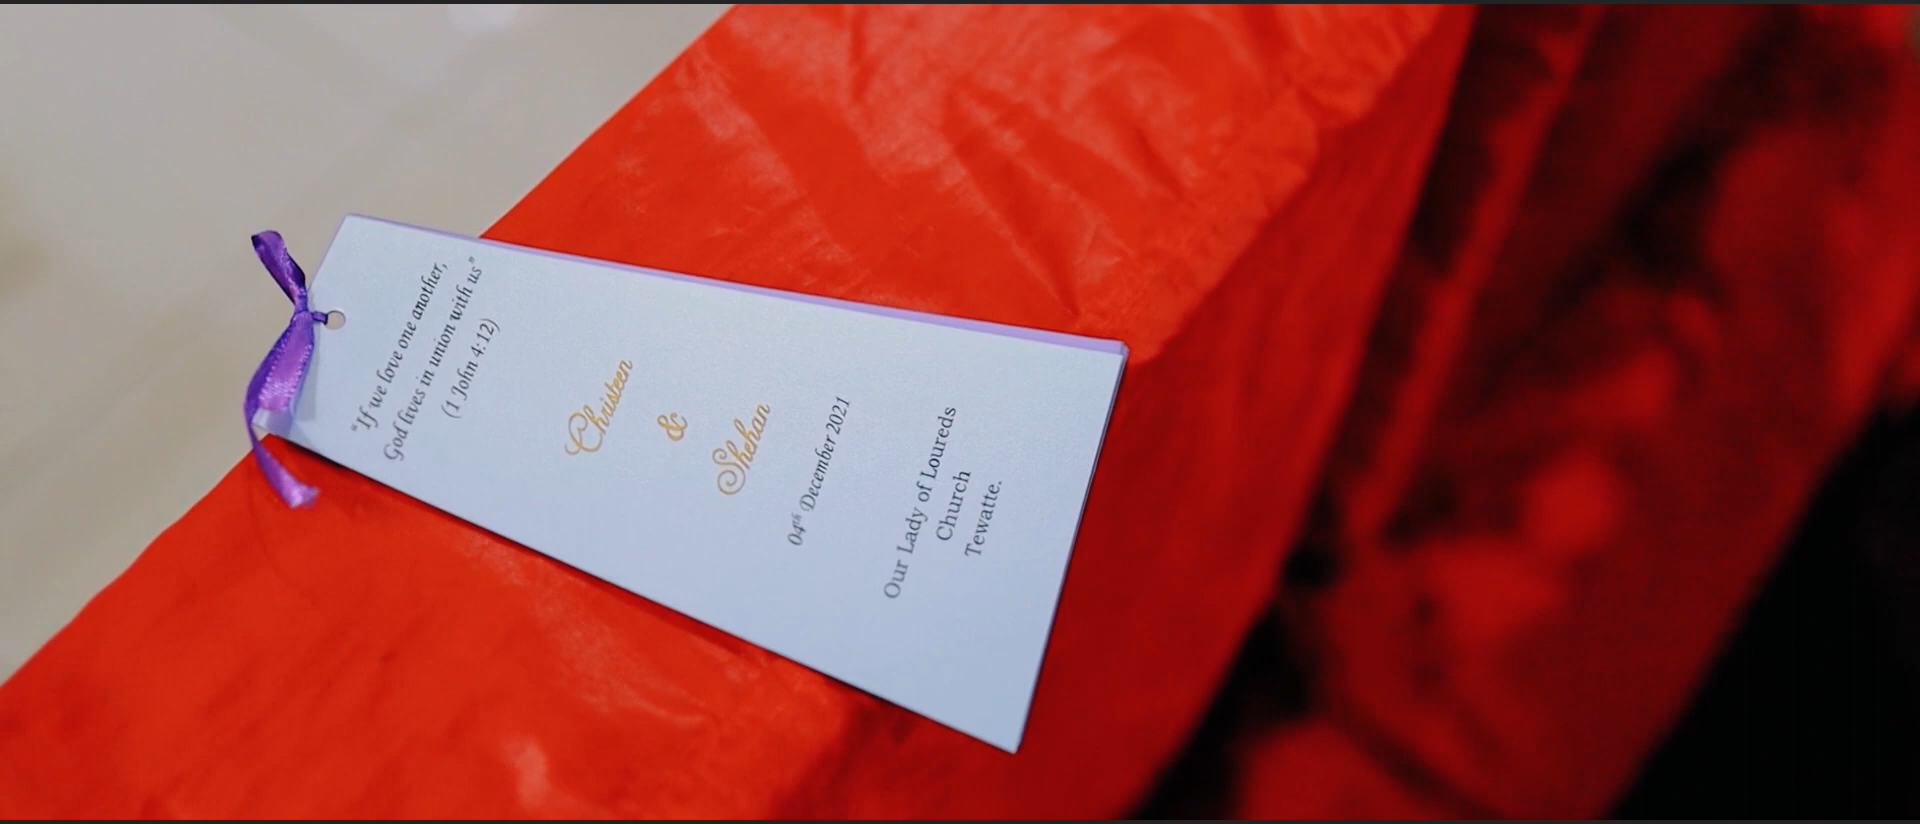 “If we love one another,
God lives in union with us”
(1 John 4:12)
Christeen
&
Shehan
04th December 2021
Our Lady of Loureds
Church
Tewatte.